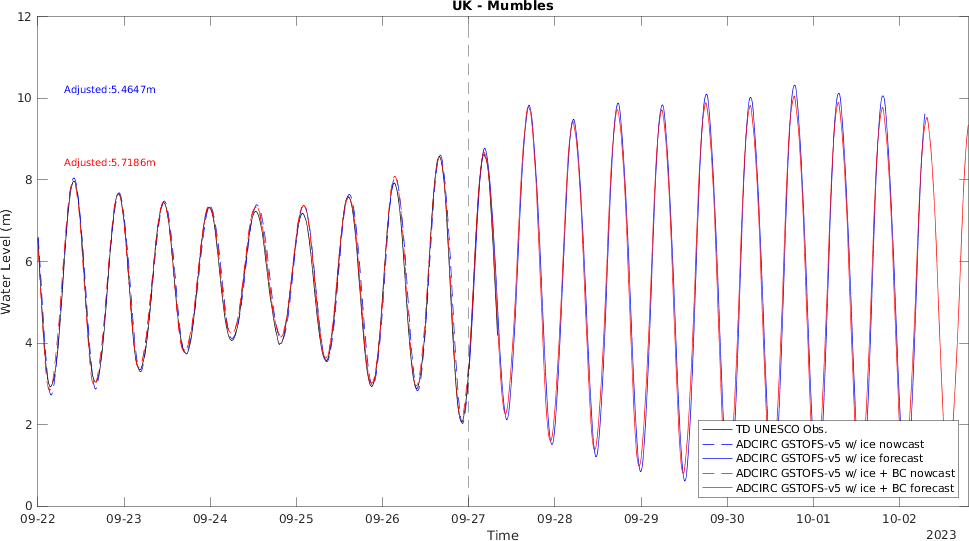 UK - Mumbles
12
10
8
6
4
2
0
Water Level (m)
Adjusted:5.4647m
Adjusted:5.7186m
TD UNESCO Obs.
ADCIRC GSTOFS-v5 w/ ice nowcast
ADCIRC GSTOFS-v5 w/ ice forecast
ADCIRC GSTOFS-v5 w/ ice + BC nowcast
ADCIRC GSTOFS-v5 w/ ice + BC forecast
09-22 09-23 09-24 09-25 09-26 09-27 09-28 09-29 09-30 10-01 10-02
Time
2023